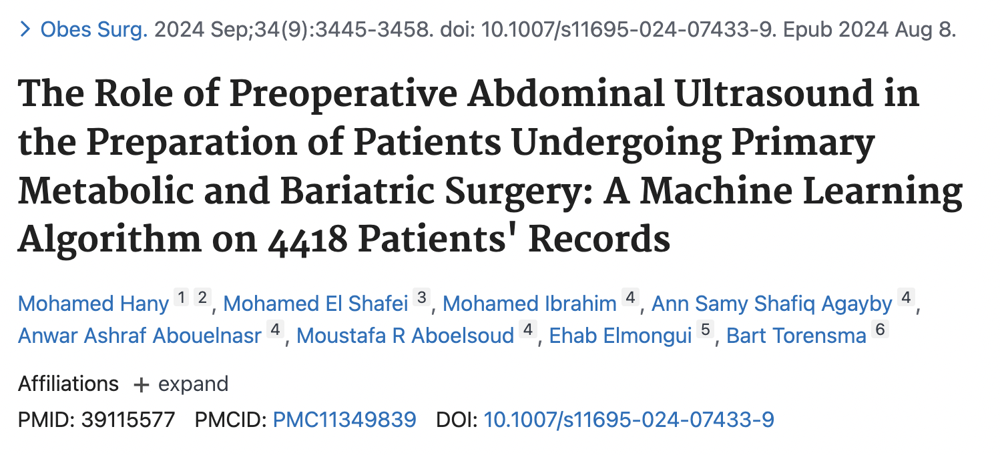 > Obes Surg. 2024 Sep;34(9):3445-3458. doi: 10.1007/s11695-024-07433-9. Epub 2024 Aug 8.
The Role of Preoperative Abdominal Ultrasound in
the Preparation of Patients Undergoing Primary
Metabolic and Bariatric Surgery: A Machine Learning
Algorithm on 4418 Patients' Records
Mohamed Hany 1 2, Mohamed El Shafei 3, Mohamed Ibrahim 4, Ann Samy Shafiq Agayby 4,
Anwar Ashraf Abouelnasr 4, Moustafa R Aboelsoud 4, Ehab Elmongui 5, Bart Torensma 6
Affiliations + expand
PMID: 39115577 PMCID: PMC11349839 DOI: 10.1007/s11695-024-07433-9